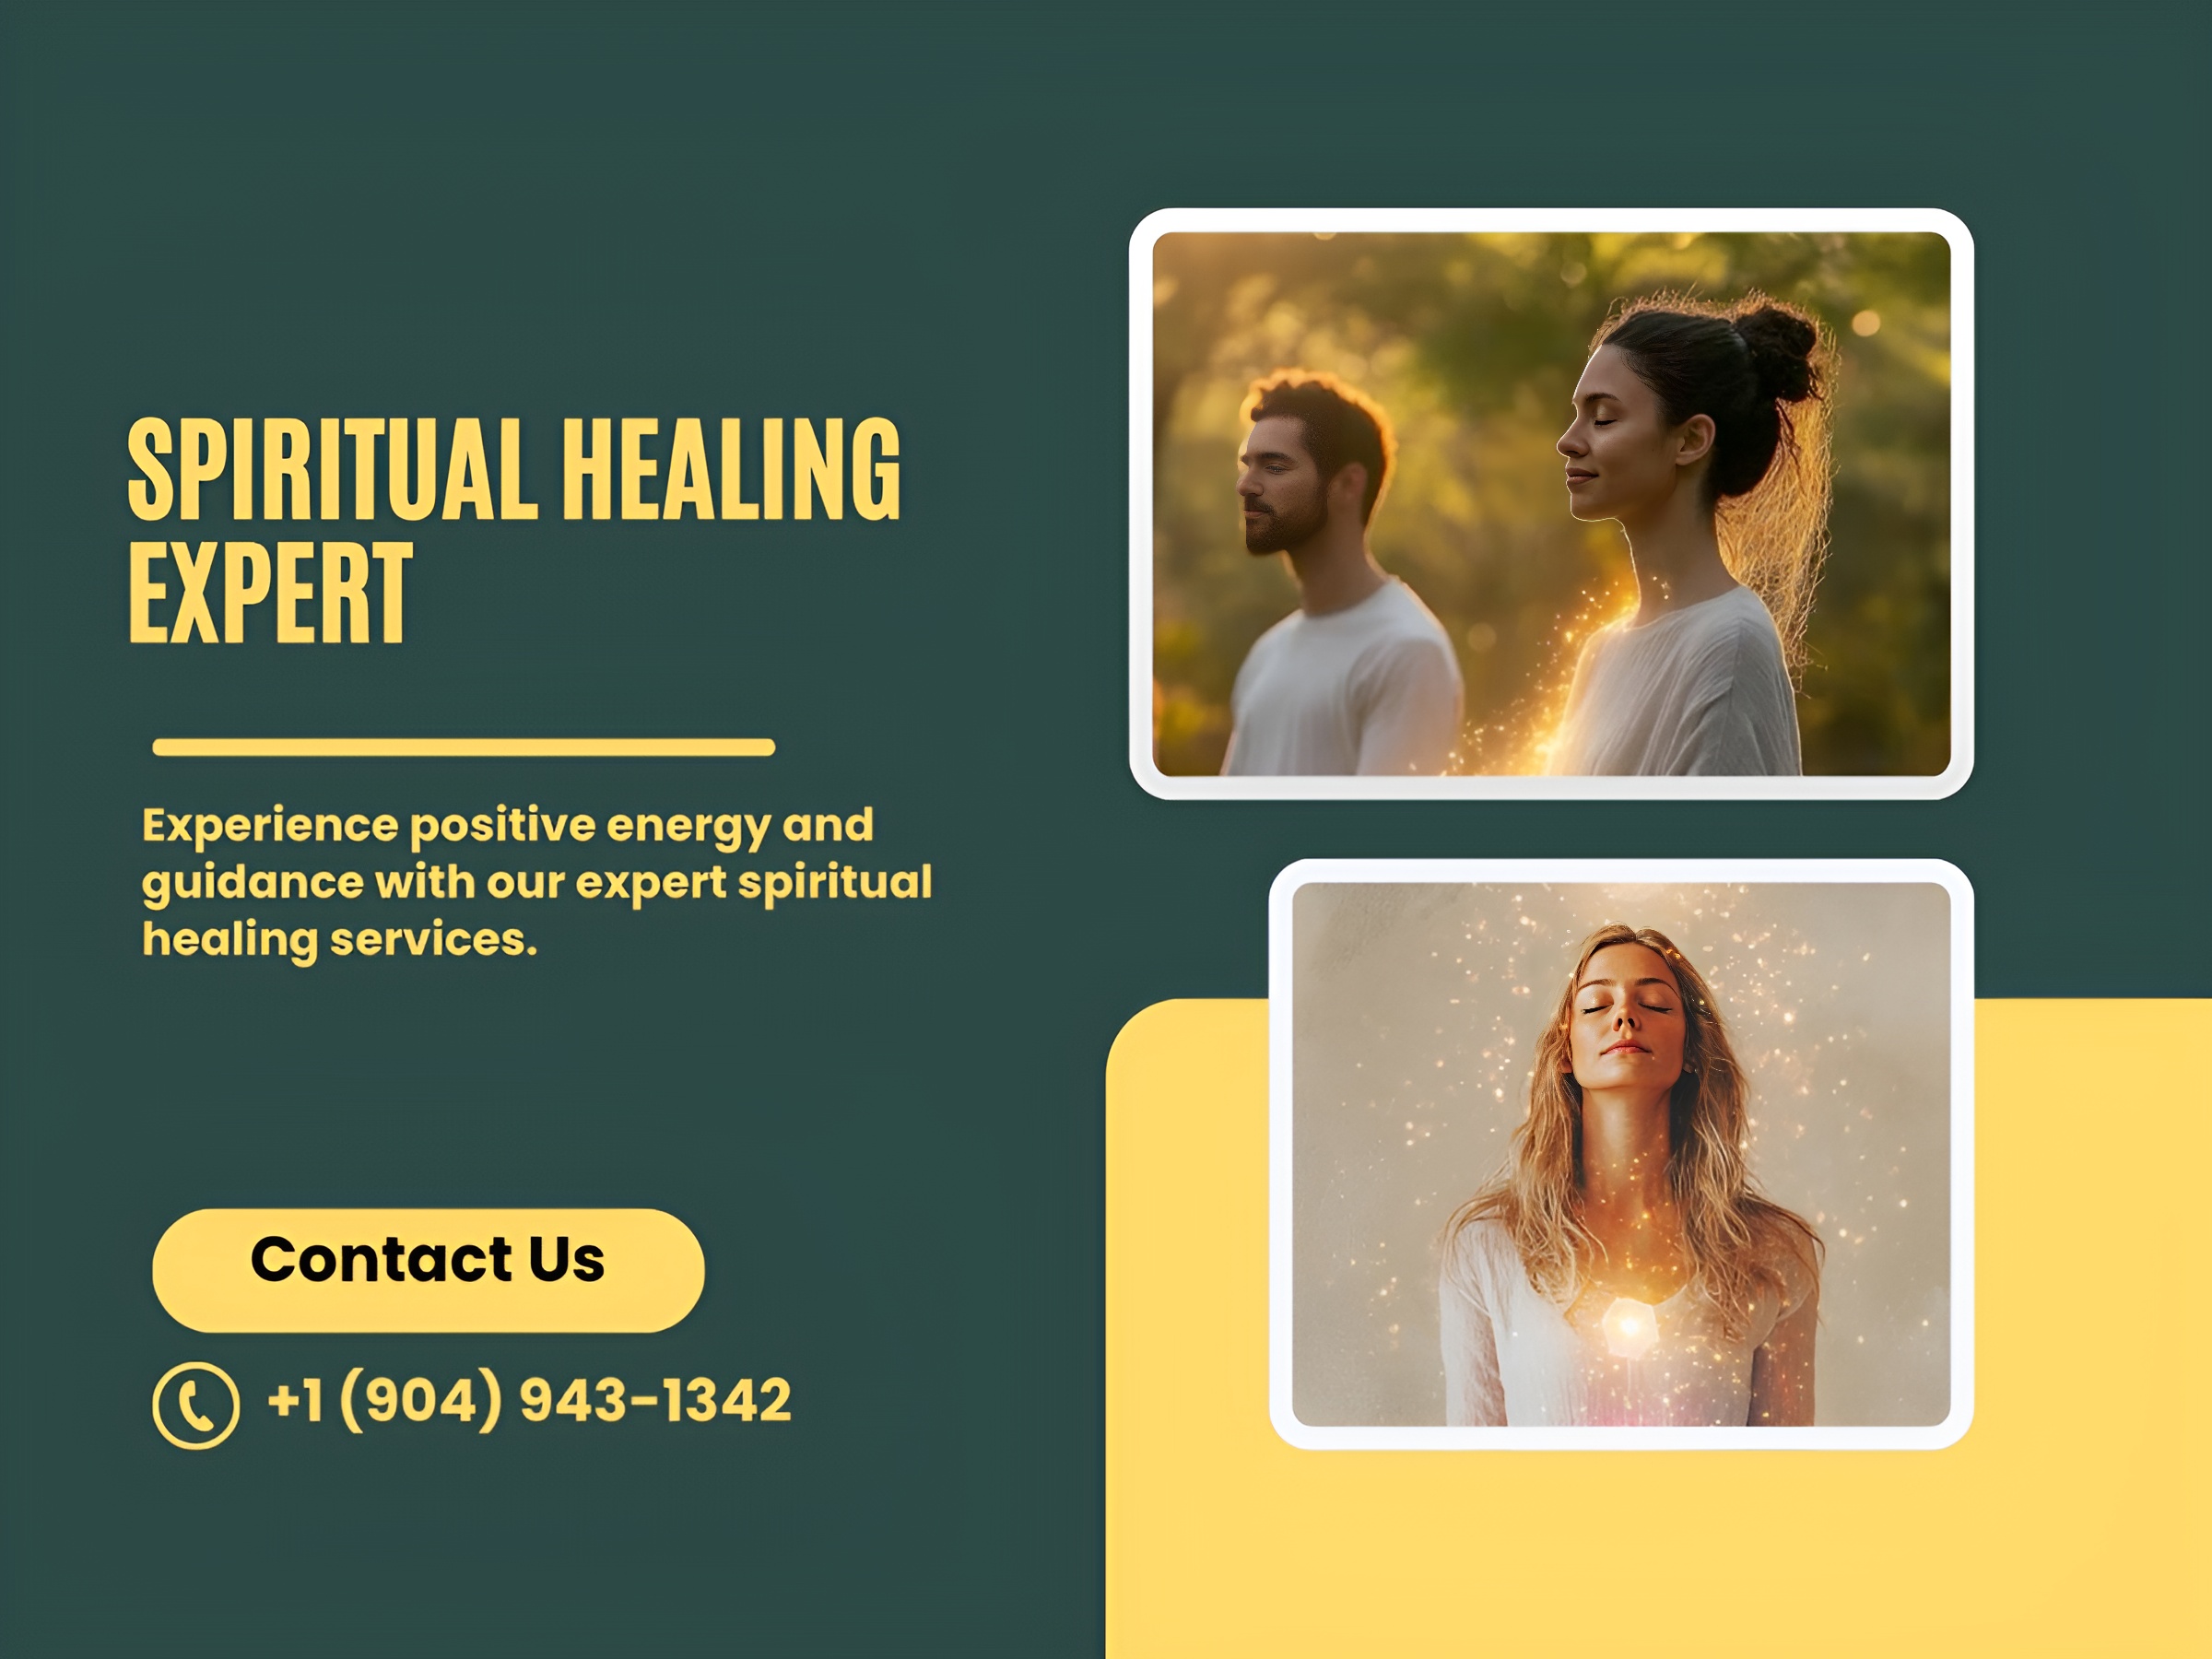 SPIRITUAL HEALING
EXPERT
Experience positive energy and
guidance with our expert spiritual
healing services.
Contact Us
+1 (904) 943-1342